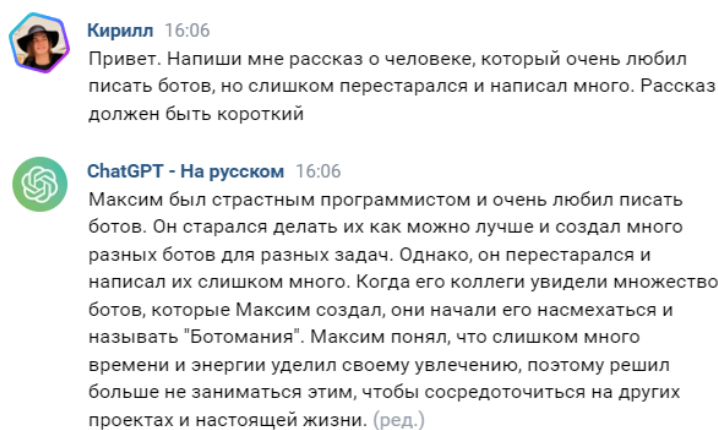 Кирилл 16:06
Привет. Напиши мне рассказ о человеке, который очень любил
писать ботов, но слишком перестарался и написал много. Рассказ
должен быть короткий
ChatGPT - На русском 16:06
Максим был страстным программистом и очень любил писать
ботов. Он старался делать их как можно лучше и создал много
разных ботов для разных задач. Однако, он перестарался и
написал их слишком много. Когда его коллеги увидели множество
ботов, которые Максим создал, они начали его насмехаться и
называть "Ботомания". Максим понял, что слишком много
времени и энергии уделил своему увлечению, поэтому решил
больше не заниматься этим, чтобы сосредоточиться на других
проектах и настоящей жизни. (ред.)